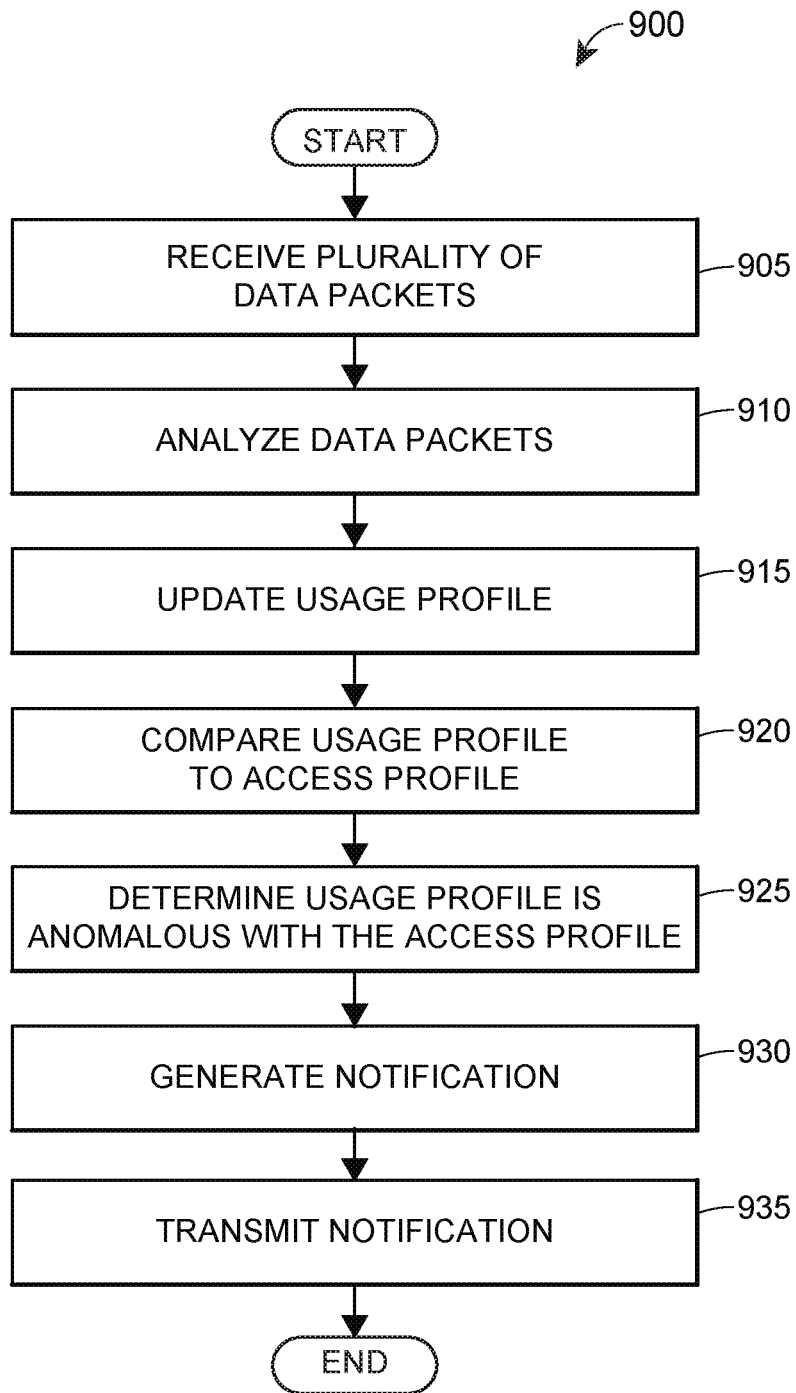 900
START
RECEIVE PLURALITY OF
DATA PACKETS
905
ANALYZE DATA PACKETS
910
UPDATE USAGE PROFILE
915
COMPARE USAGE PROFILE
TO ACCESS PROFILE
920
DETERMINE USAGE PROFILE IS
ANOMALOUS WITH THE ACCESS PROFILE
925
GENERATE NOTIFICATION
930
TRANSMIT NOTIFICATION
935
END